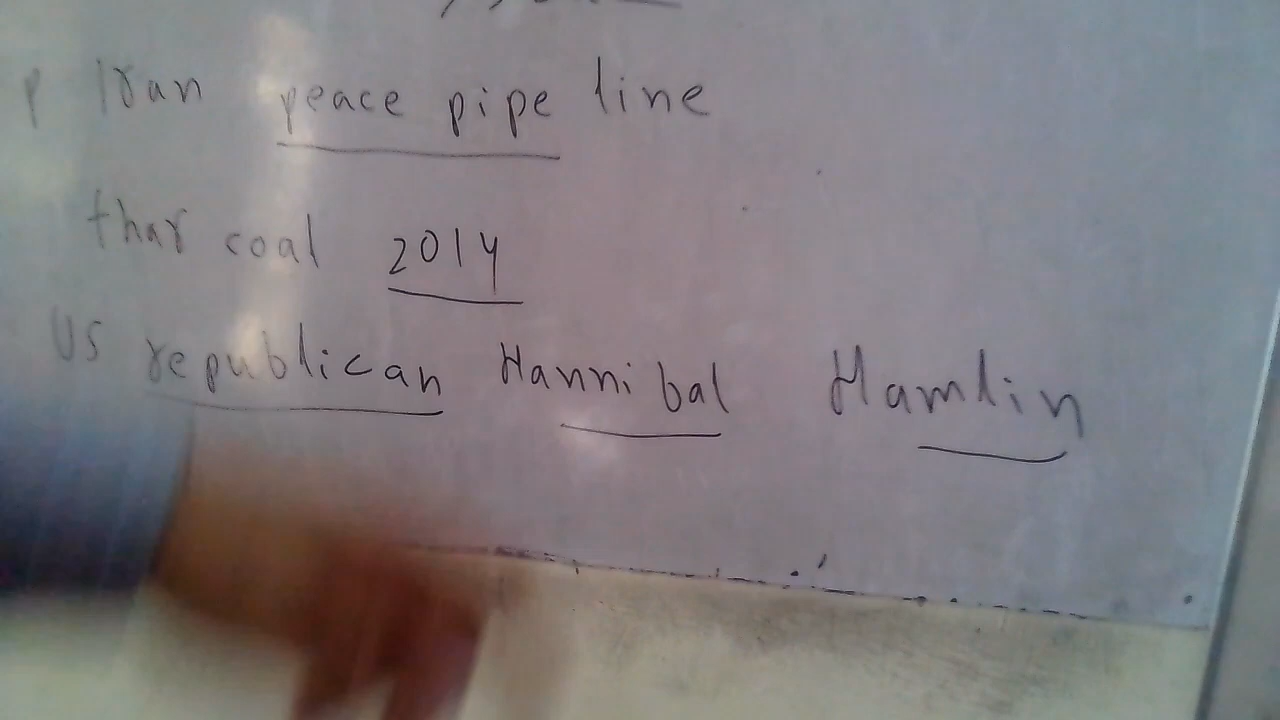 p Iran peace pipe line
thar coal 2014
US republican Hannibal Hamlin